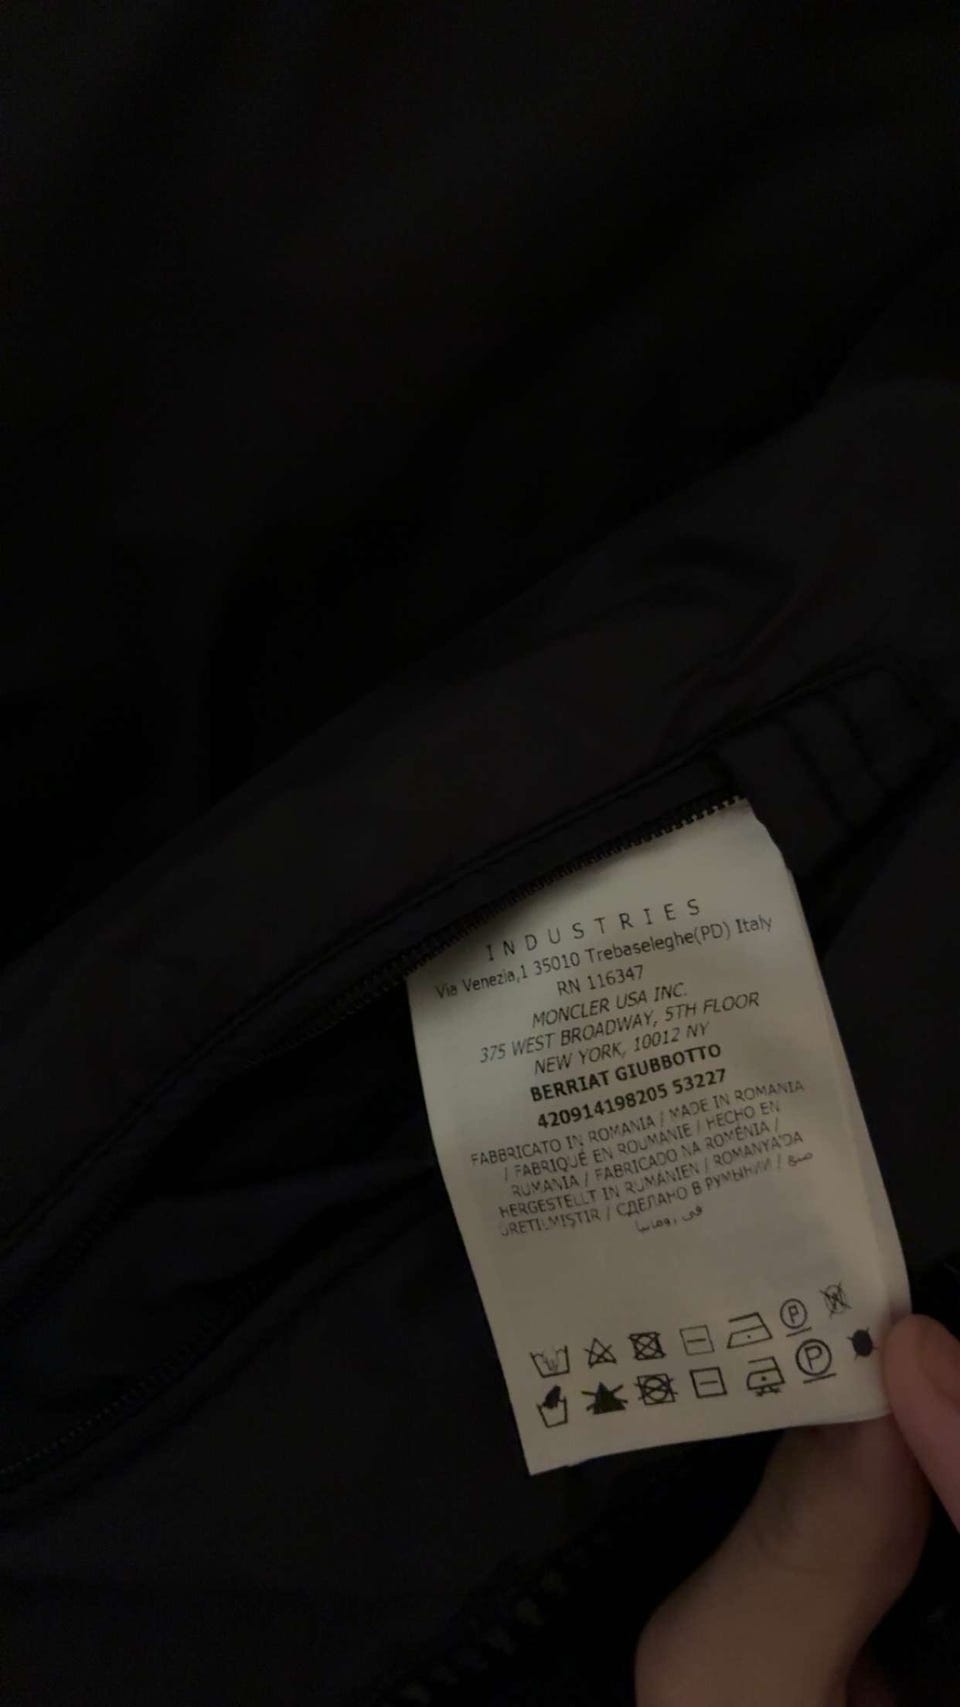 INDUSTRIES
Via Venezia,1 35010 Trebaseleghe(PD) Italy
RN 116347
MONCLER USA INC.
375 WEST BROADWAY, 5TH FLOOR
NEW YORK, 10012 NY
BERRIAT GIUBBOTTO
420914198205 53227
FABBRICATO IN ROMANIA / MADE IN ROMANIA
/ FABRIQUÉ EN ROUMANIE / HECHO EN
RUMANIA / FABRICADO NA ROMÉNIA /
HERGESTELLT IN RUMÄNIEN / ROMANYA'DA
ÜRETILMIŞTIR / СДЕЛАНО В РУМЫНИИ / صنع
في رومانيا
P
W
P